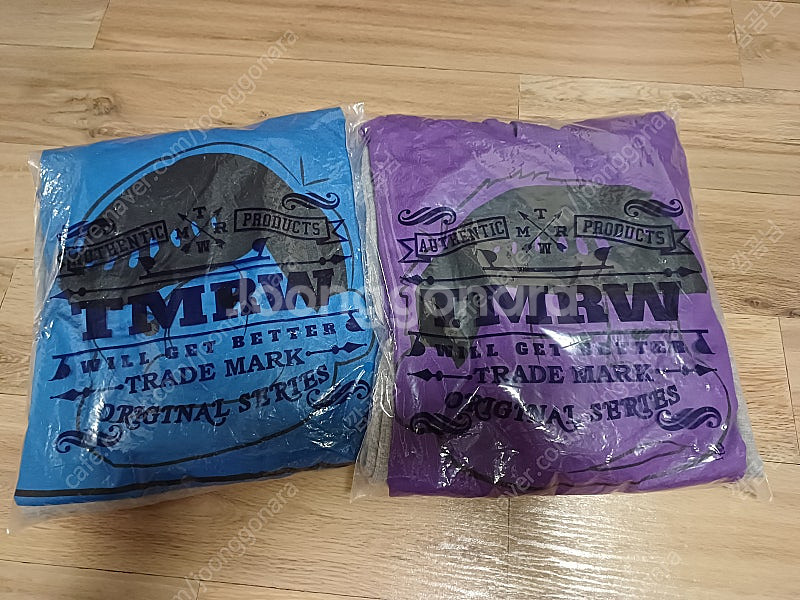 AUTHENTIC
T
M R
W
PRODUCTS
TMRW
WILL GET BETTER
TRADE MARK
ORIGINAL SERIES
AUTHENTIC
T
M R
W
PRODUCTS
TMRW
WILL GET BETTER
TRADE MARK
ORIGINAL SERIES
Joonggonara